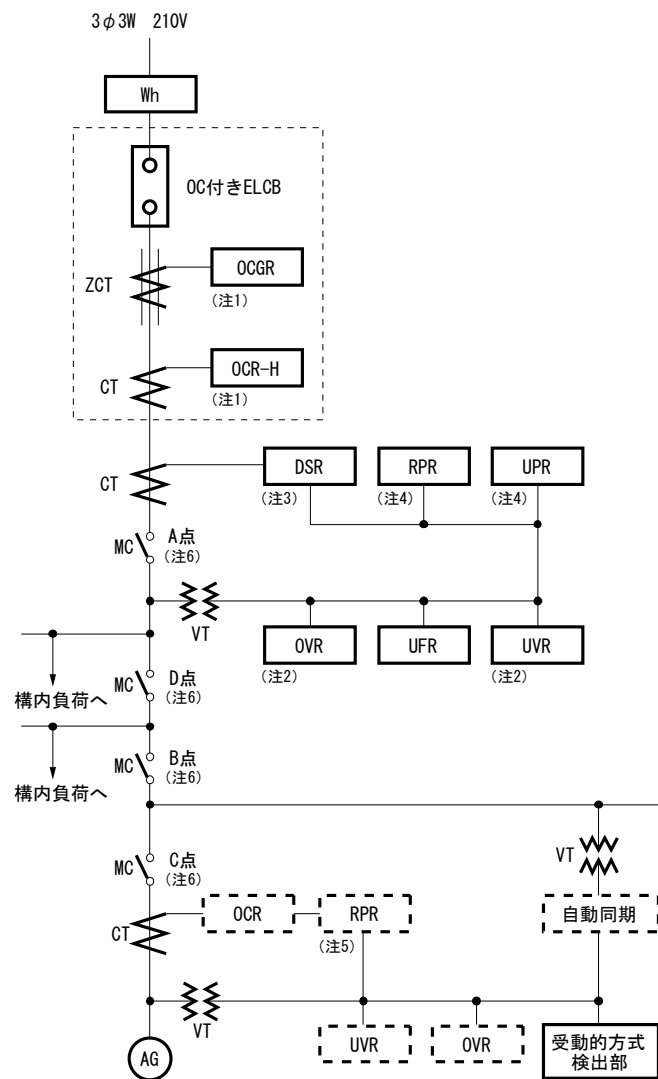 3φ3W 210V
Wh
OC付きELCB
ZCT
OCGR
(注1)
CT
OCR-H
(注1)
CT
DSR
RPR
UPR
(注3)
(注4)
(注4)
MC
A点
(注6)
VT
OVR
UFR
UVR
(注2)
(注2)
構内負荷へ
MC
D点
(注6)
構内負荷へ
MC
B点
(注6)
MC
C点
(注6)
VT
CT
OCR
RPR
(注5)
自動同期
VT
AG
UVR
OVR
受動的方式
検出部